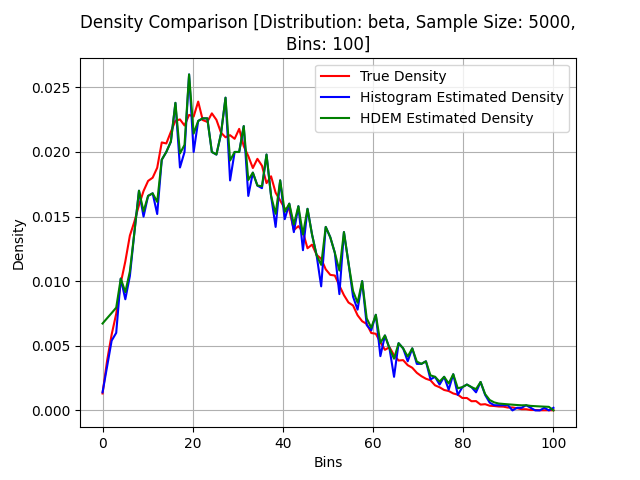 Density Comparison [Distribution: beta, Sample Size: 5000,
Bins: 100]
True Density
Histogram Estimated Density
HDEM Estimated Density
Density
0.025
0.020
0.015
0.010
0.005
0.000
0 20 40 60 80 100
Bins